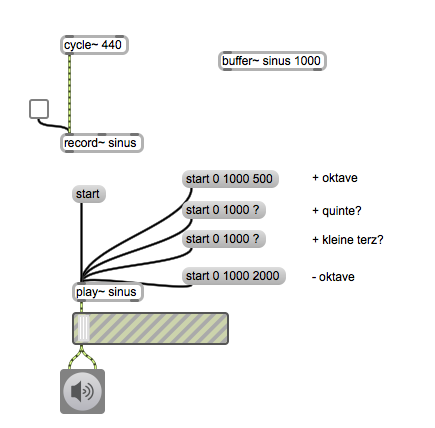 cycle~ 440
buffer~ sinus 1000
record~ sinus
start
start 0 1000 500
+ oktave
start 0 1000 ?
+ quinte?
start 0 1000 ?
+ kleine terz?
start 0 1000 2000
- oktave
play~ sinus